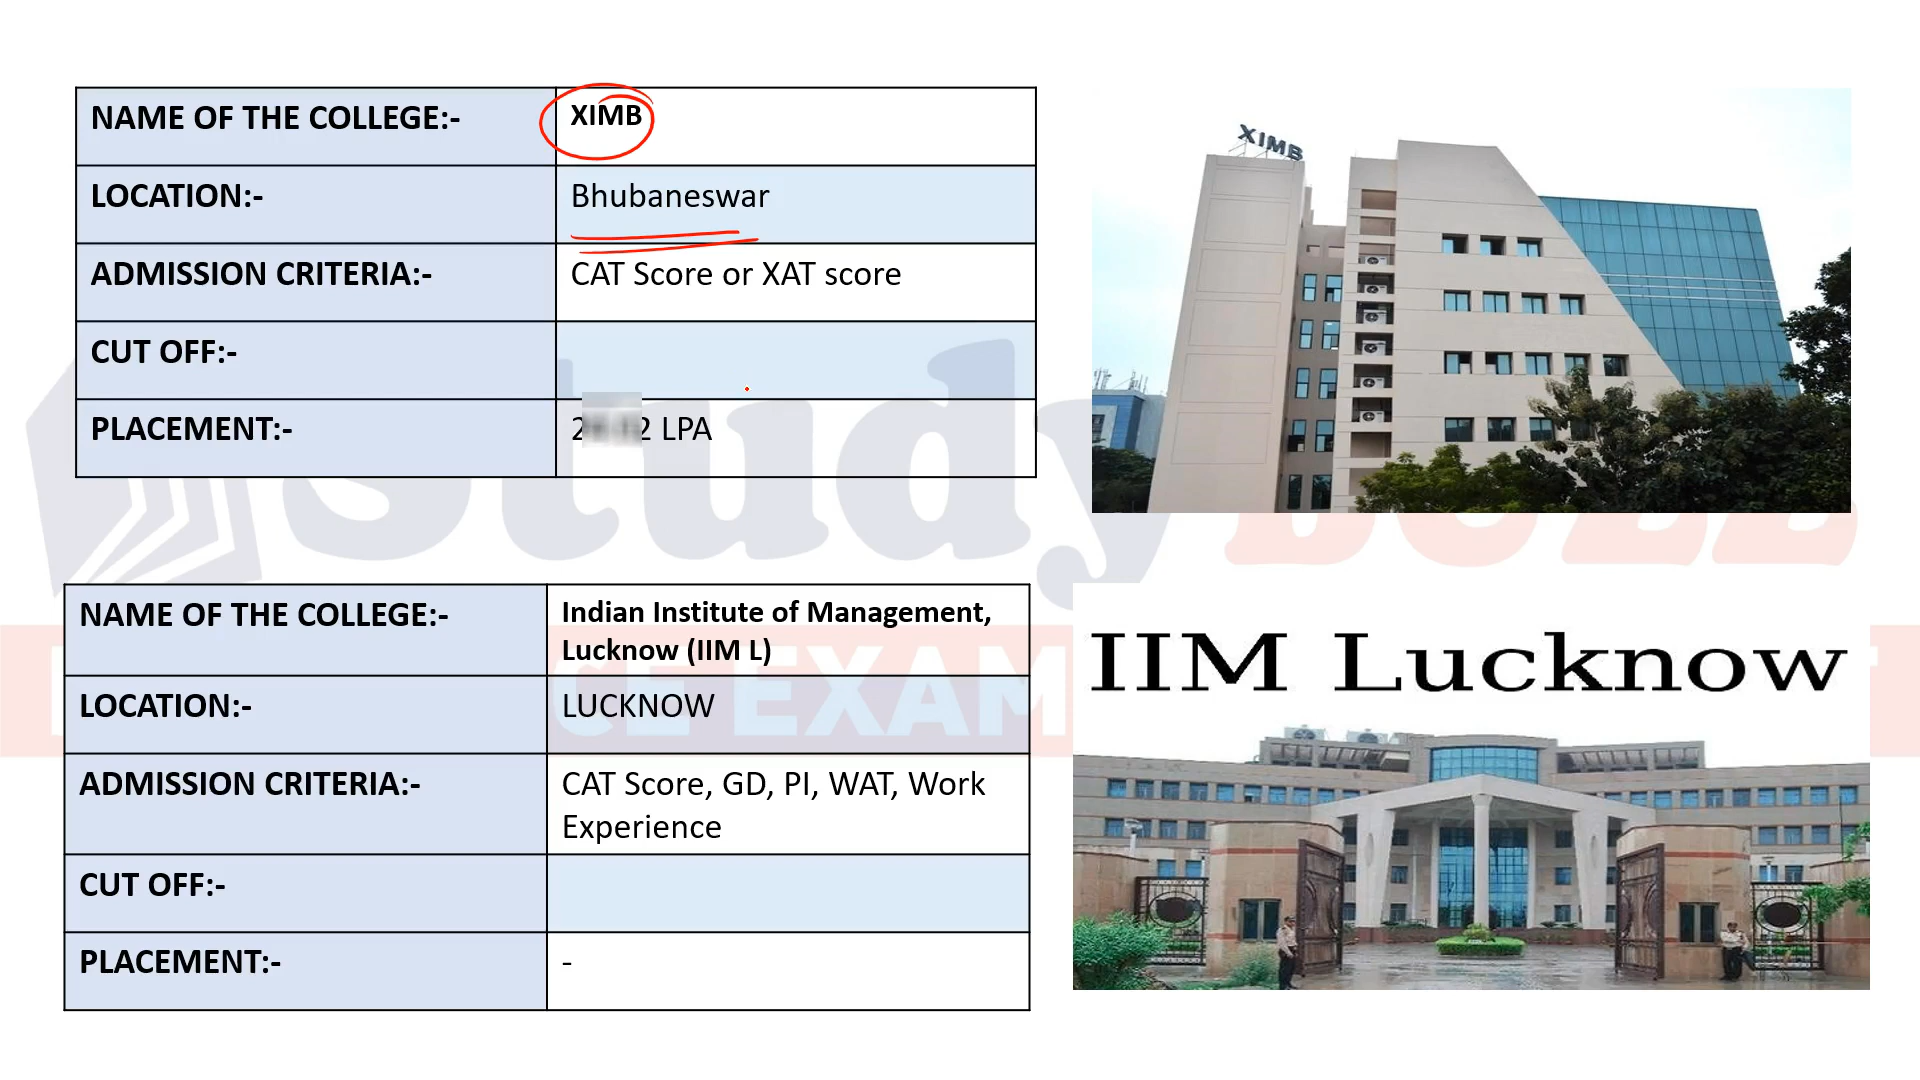 NAME OF THE COLLEGE:- XIMB
LOCATION:- Bhubaneswar
ADMISSION CRITERIA:- CAT Score or XAT score
CUT OFF:-
PLACEMENT:- LPA
XIMB
Study
NAME OF THE COLLEGE:- Indian Institute of Management,
Lucknow (IIM L)
LOCATION:- LUCKNOW
ADMISSION CRITERIA:- CAT Score, GD, PI, WAT, Work
Experience
CUT OFF:-
PLACEMENT:- -
IIM Lucknow
EXAM